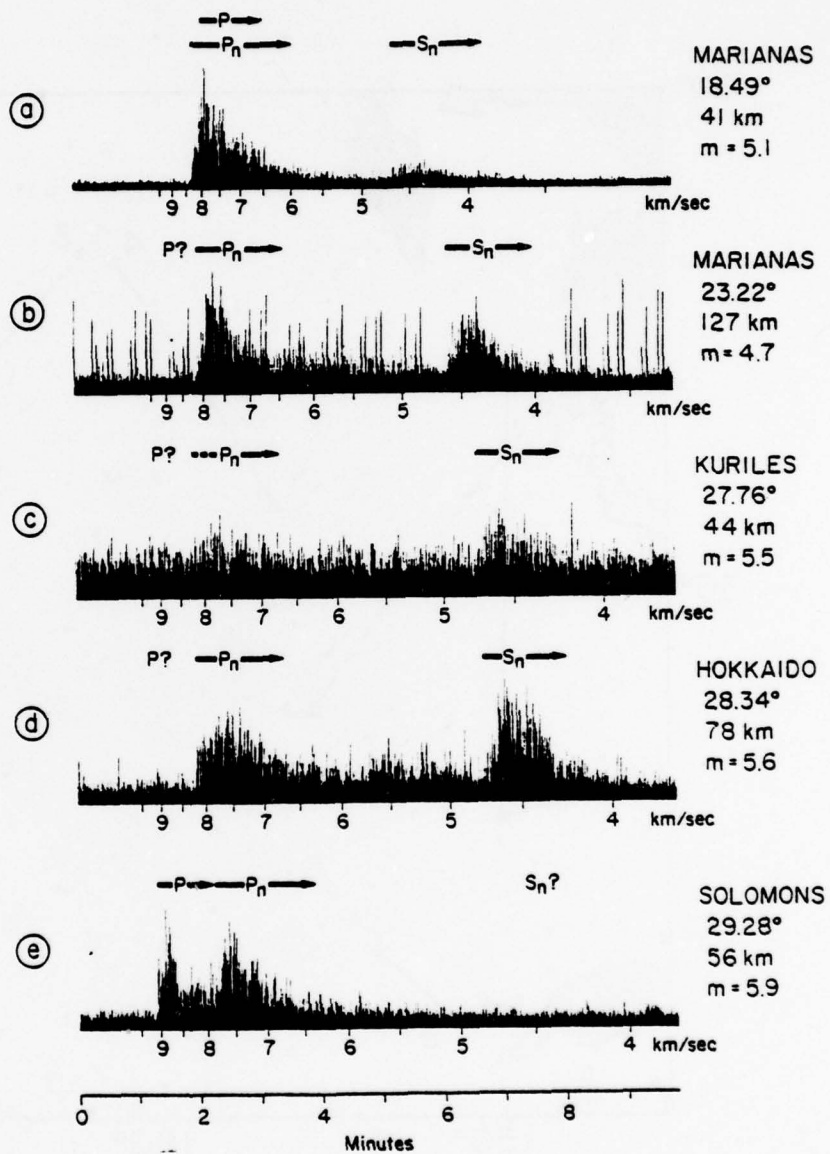 P
Pn Sn
MARIANAS
18.49°
41 km
m = 5.1
a
9 8 7 6 5 4 km/sec
P? Pn Sn
MARIANAS
23.22°
127 km
m = 4.7
b
9 8 7 6 5 4 km/sec
P? Pn Sn
KURILES
27.76°
44 km
m = 5.5
c
9 8 7 6 5 4 km/sec
P? Pn Sn
HOKKAIDO
28.34°
78 km
m = 5.6
d
9 8 7 6 5 4 km/sec
P Pn Sn?
SOLOMONS
29.28°
56 km
m = 5.9
e
9 8 7 6 5 4 km/sec
0 2 4 6 8
Minutes